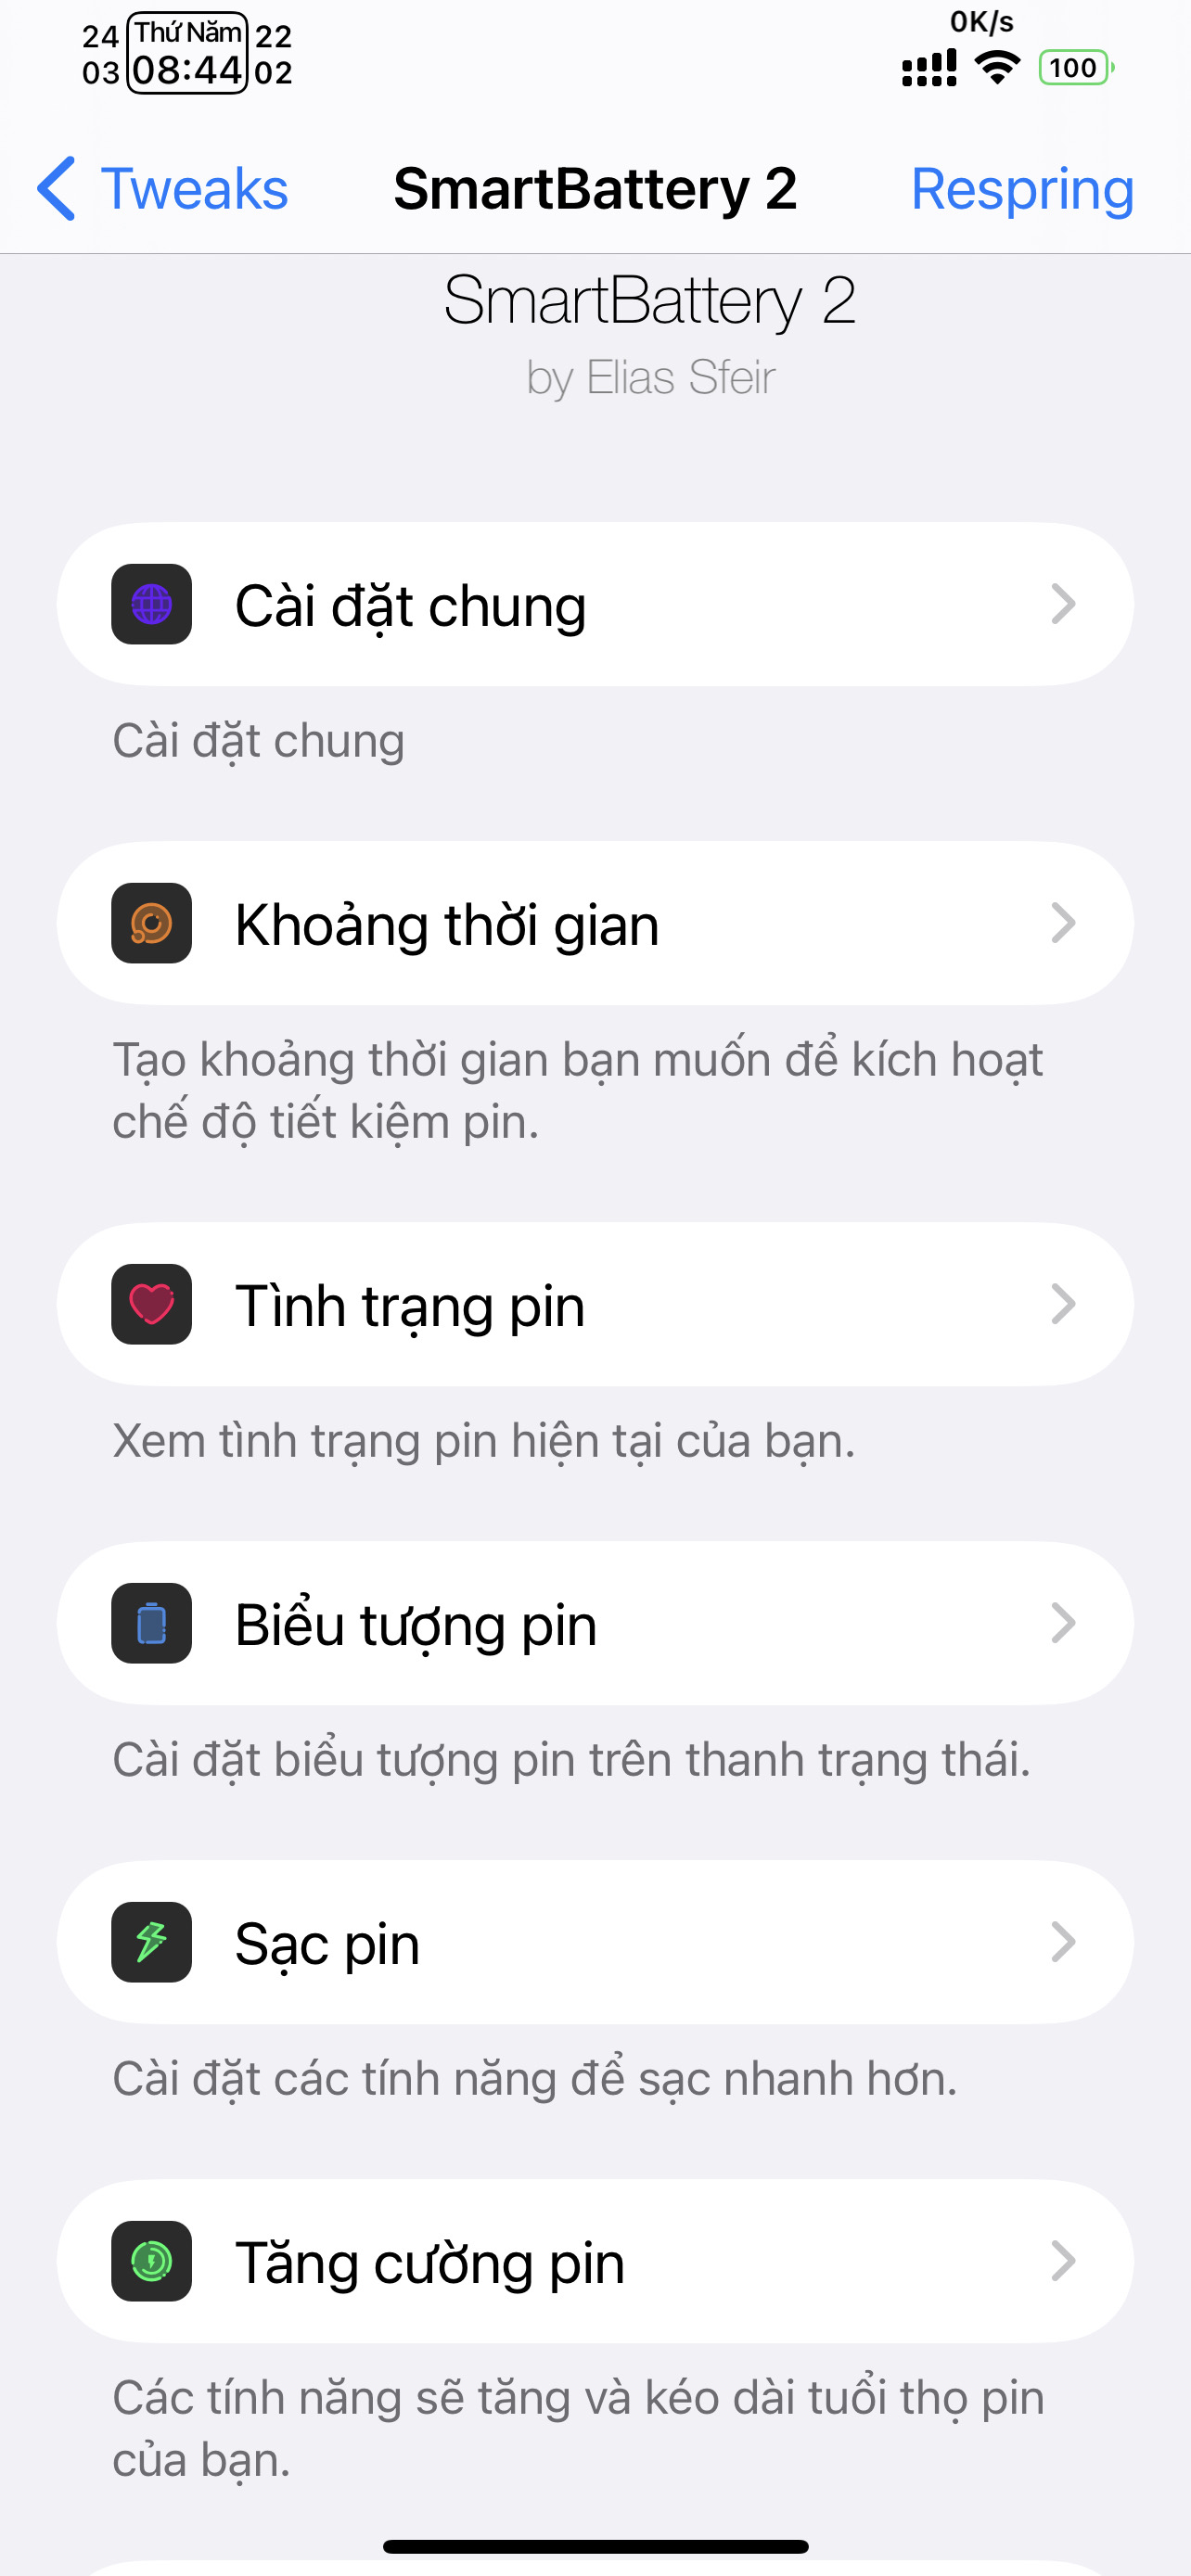 24 Thứ Năm 22
03 08:44 02
0K/s
100
Tweaks SmartBattery 2 Respring
SmartBattery 2
by Elias Sfeir
Cài đặt chung
Cài đặt chung
Khoảng thời gian
Tạo khoảng thời gian bạn muốn để kích hoạt
chế độ tiết kiệm pin.
Tình trạng pin
Xem tình trạng pin hiện tại của bạn.
Biểu tượng pin
Cài đặt biểu tượng pin trên thanh trạng thái.
Sạc pin
Cài đặt các tính năng để sạc nhanh hơn.
Tăng cường pin
Các tính năng sẽ tăng và kéo dài tuổi thọ pin
của bạn.